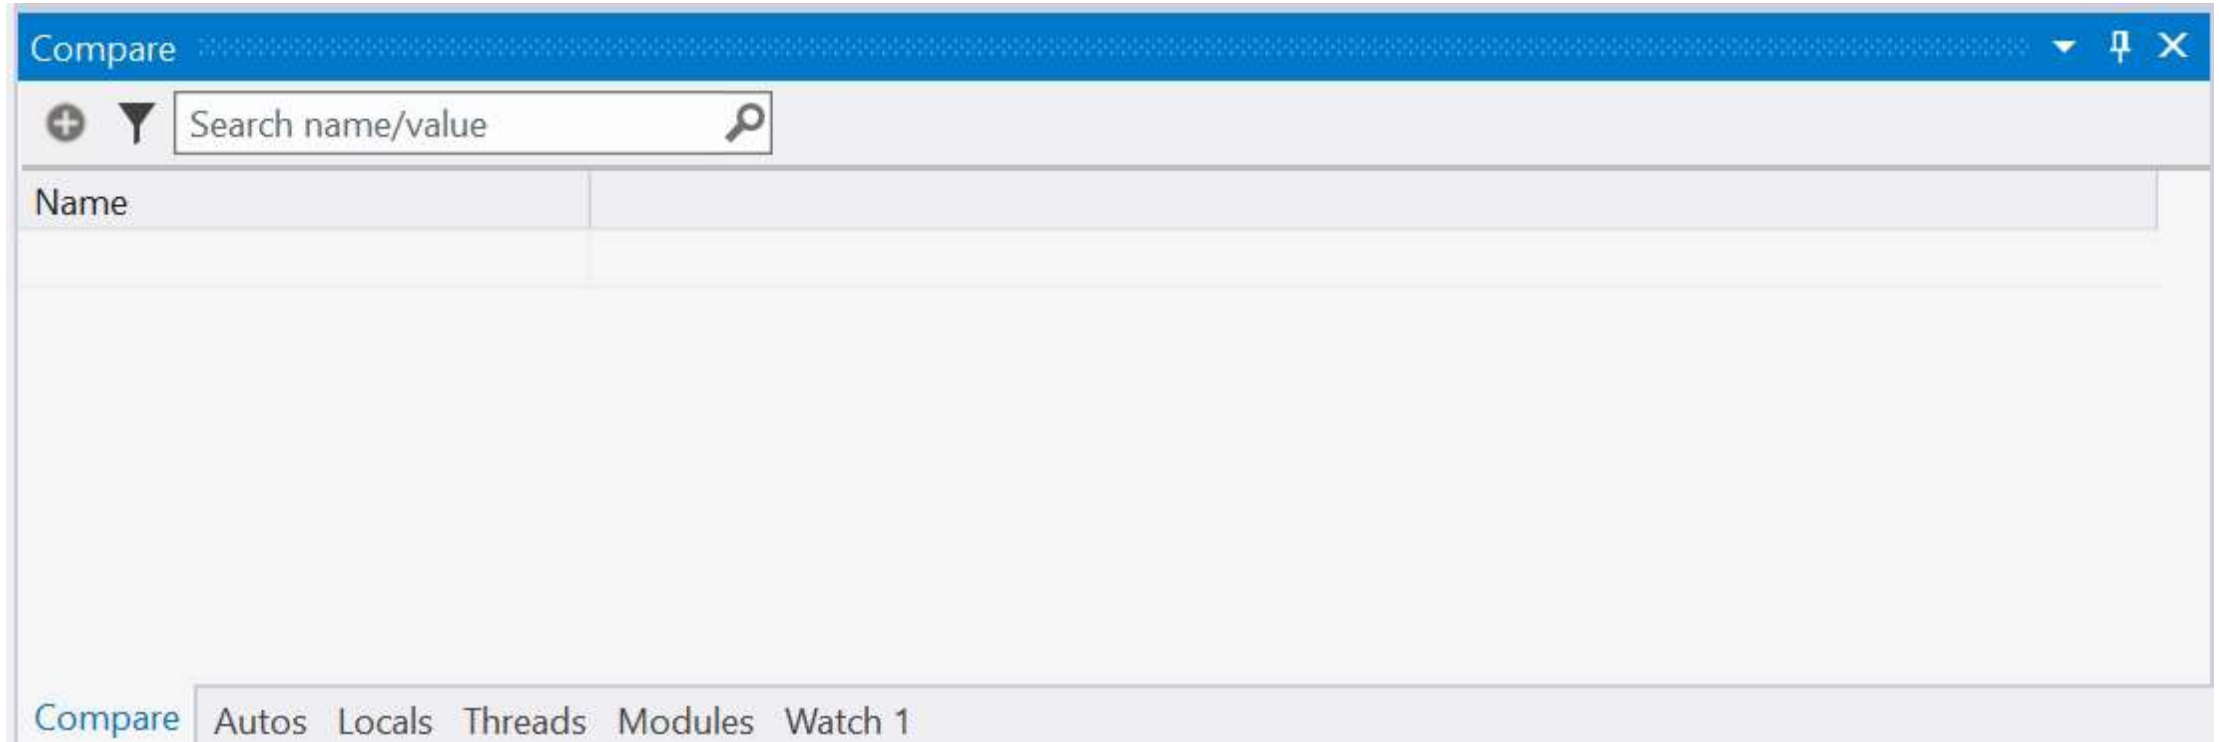 Compare
Search name/value
Name
Compare Autos Locals Threads Modules Watch 1